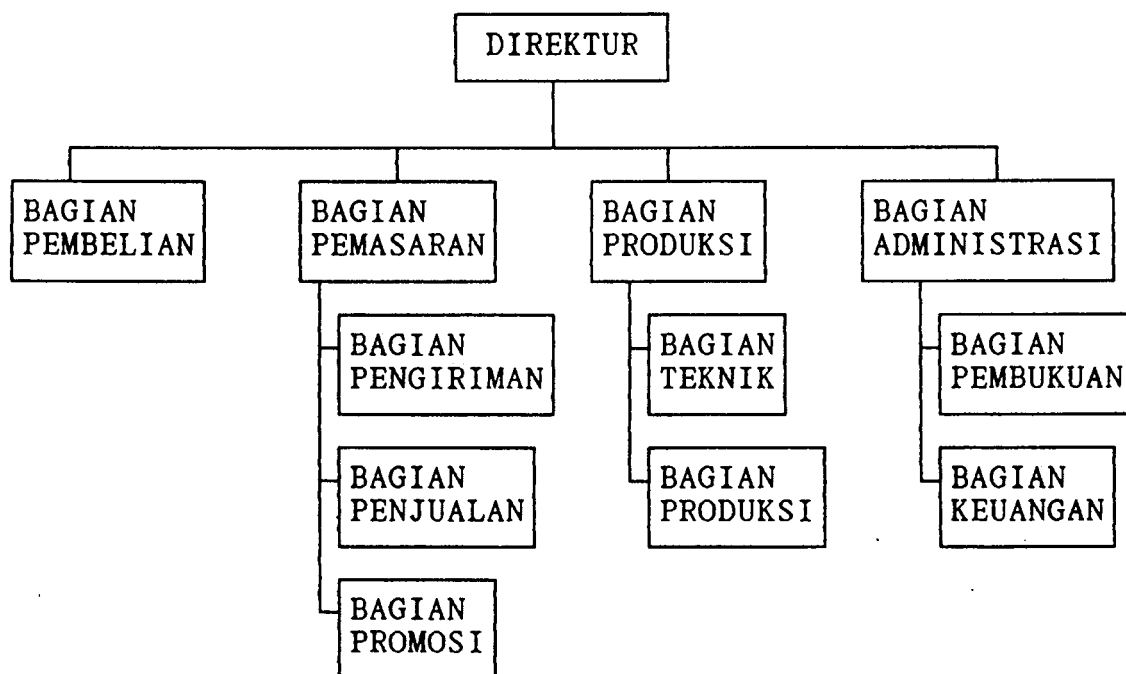 DIREKTUR
BAGIAN
PEMBELIAN
BAGIAN
PEMASARAN
BAGIAN
PRODUKSI
BAGIAN
ADMINISTRASI
BAGIAN
PENGIRIMAN
BAGIAN
TEKNIK
BAGIAN
PEMBUKUAN
BAGIAN
PENJUALAN
BAGIAN
PRODUKSI
BAGIAN
KEUANGAN
BAGIAN
PROMOSI